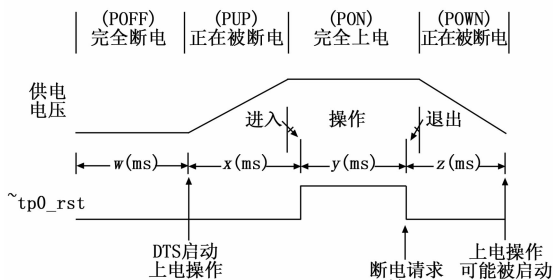 (POFF) (PUP) (PON) (POWN)
完全断电 正在被断电 完全上电 正在被断电
供电
电压
进入 操作 退出
w(ms) x(ms) y(ms) z(ms)
~tp0_rst
DTS启动
上电操作
断电请求
上电操作
可能被启动